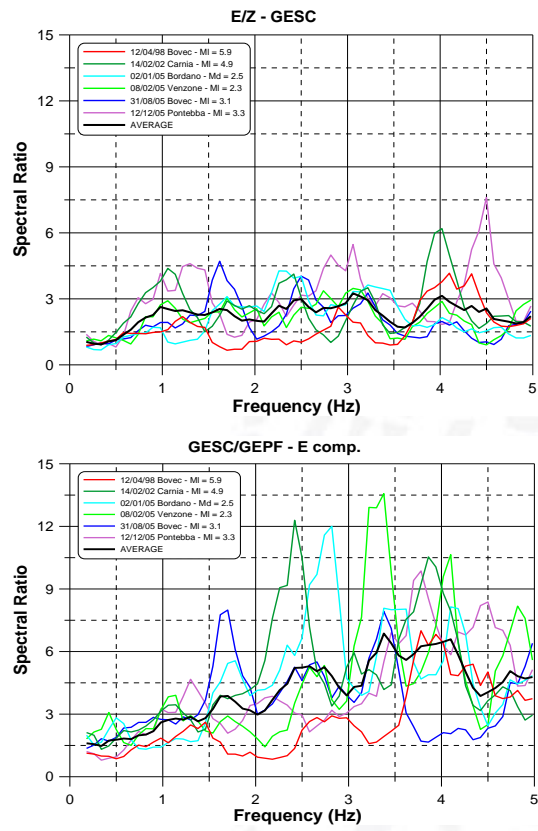 E/Z - GESC
15
12
9
6
3
0
Spectral Ratio
12/04/98 Bovec - Ml = 5.9
14/02/02 Carnia - Ml = 4.9
02/01/05 Bordano - Md = 2.5
08/02/05 Venzone - Ml = 2.3
31/08/05 Bovec - Ml = 3.1
12/12/05 Pontebba - Ml = 3.3
AVERAGE
0 1 2 3 4 5
Frequency (Hz)
GESC/GEPF - E comp.
15
12
9
6
3
0
Spectral Ratio
12/04/98 Bovec - Ml = 5.9
14/02/02 Carnia - Ml = 4.9
02/01/05 Bordano - Md = 2.5
08/02/05 Venzone - Ml = 2.3
31/08/05 Bovec - Ml = 3.1
12/12/05 Pontebba - Ml = 3.3
AVERAGE
0 1 2 3 4 5
Frequency (Hz)